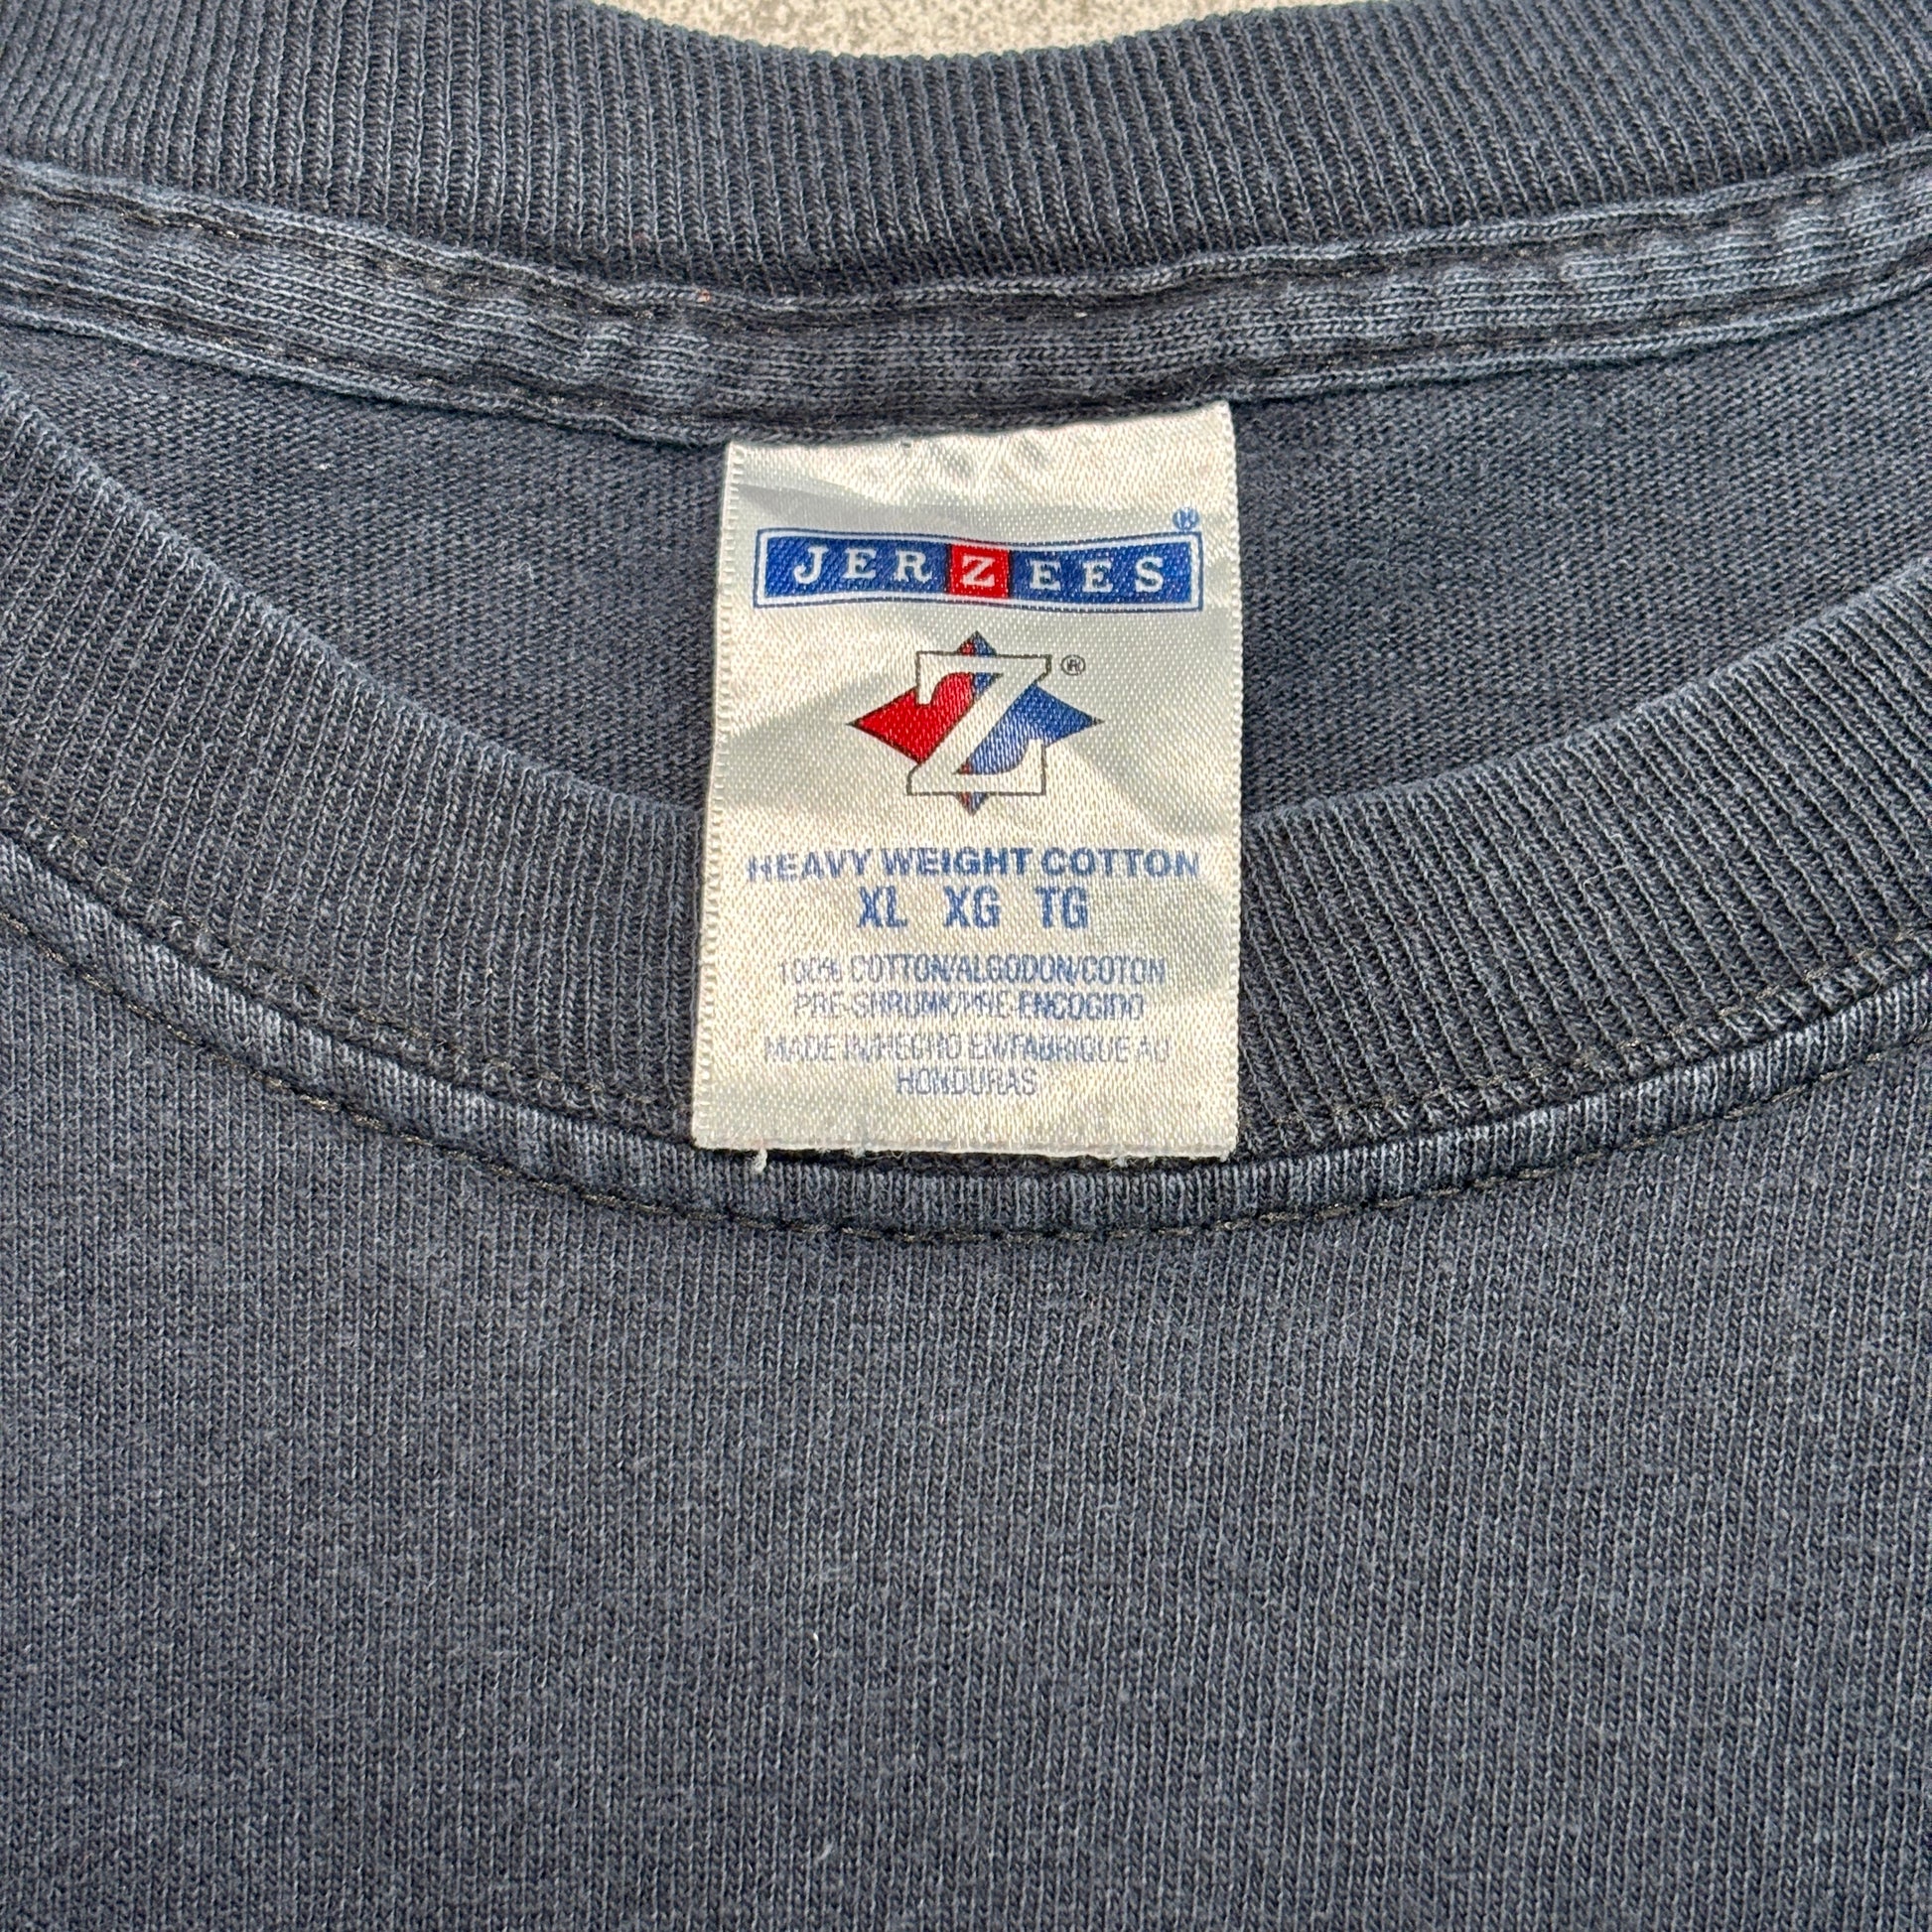 JERZEES®
Z®
HEAVY WEIGHT COTTON
XL XG TG
100% COTTON/ALGODON/COTON
PRE-SHRUNK/PRE-ENCOGIDO
MADE IN/HECHO EN/FABRIQUE AU
HONDURAS